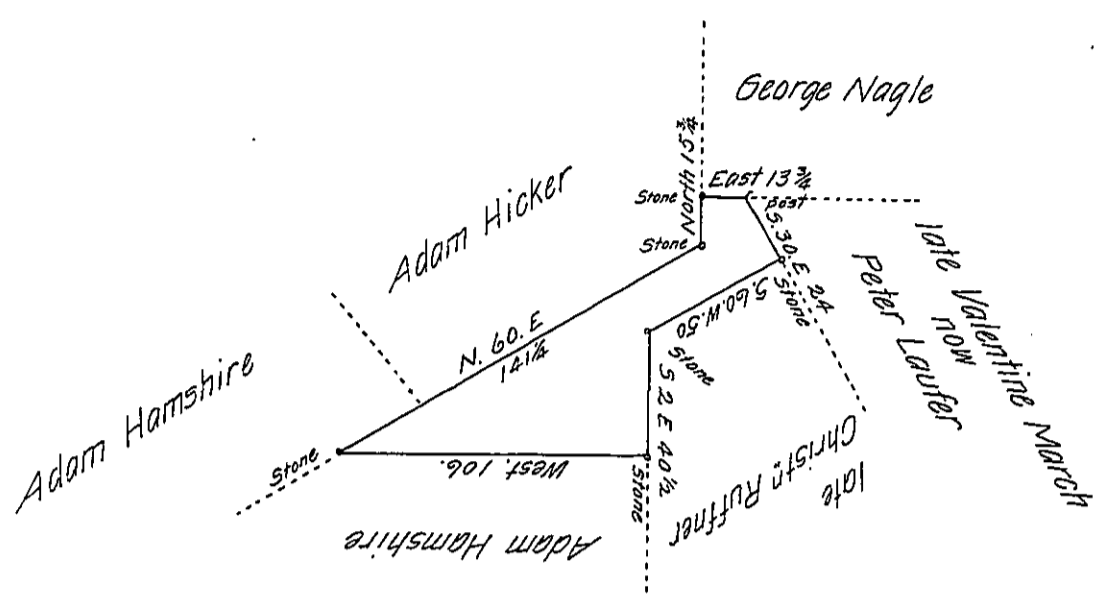 George Nagle
North 15¾
East 13¾
Stone
post
Stone
Adam Hicker
S.30.E 24
Stone
late Valentine March
now
Peter Laufer
N. 60. E
141¼
S.60.W.50
Stone
Adam Hamshire
S 2 E 40½
Stone
West. 106.
Stone
late
Christn Ruffner
Adam Hamshire